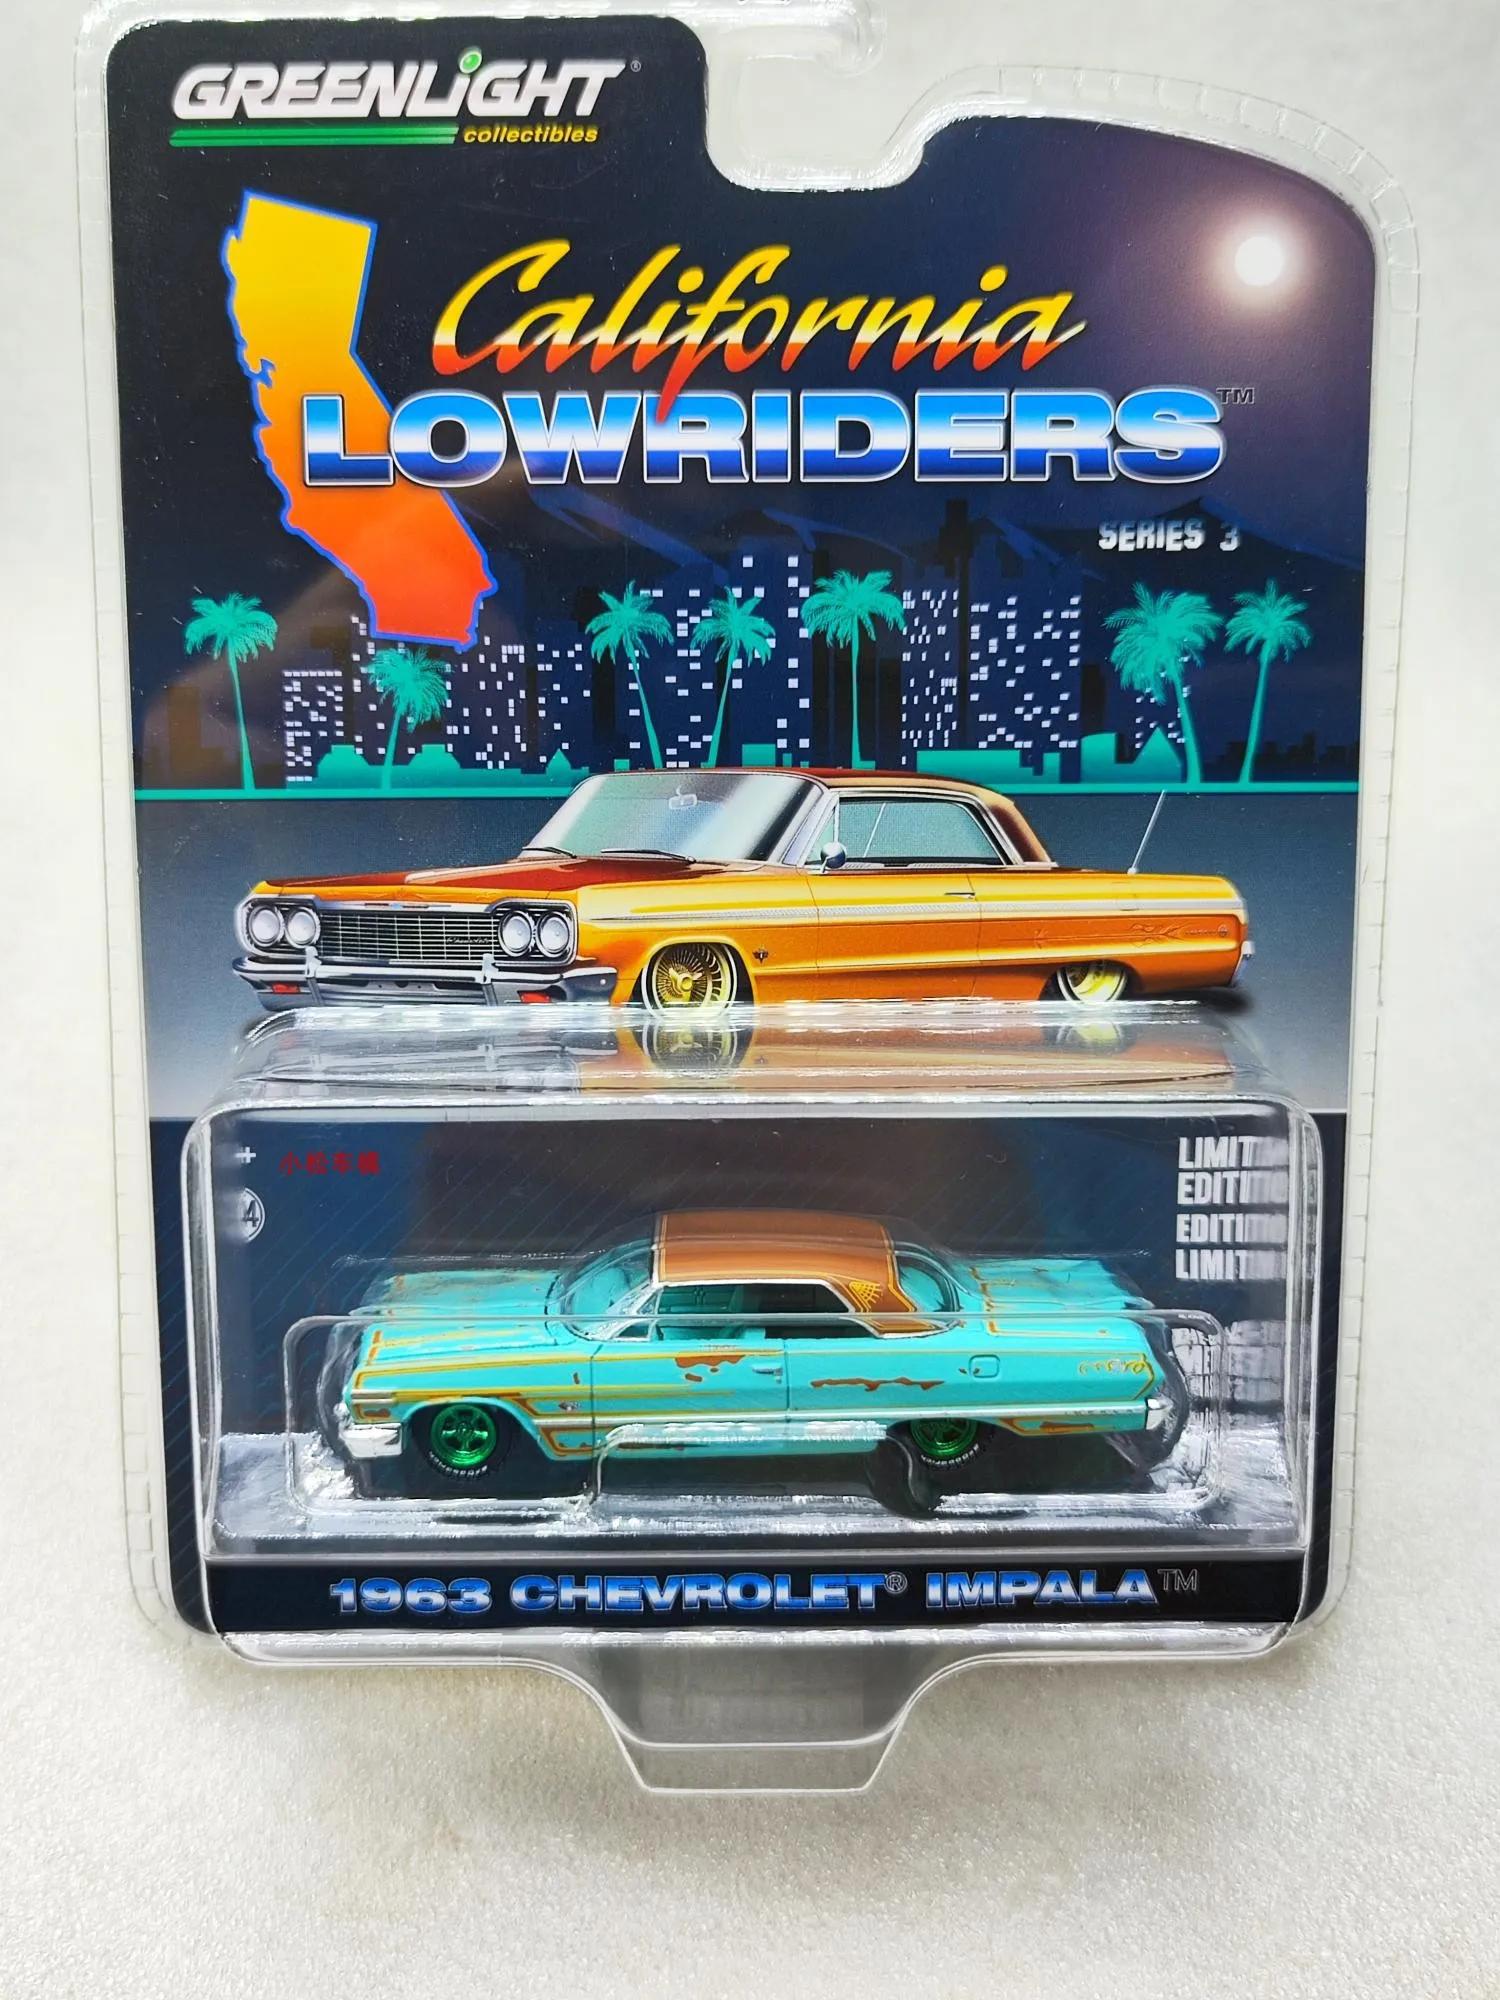 GREENLiGHT®
collectibles
California
LOWRIDERS™
SERIES 3
+
小松车模
LIMIT
EDITI
EDITI
LIMIT
1963 CHEVROLET® IMPALA™